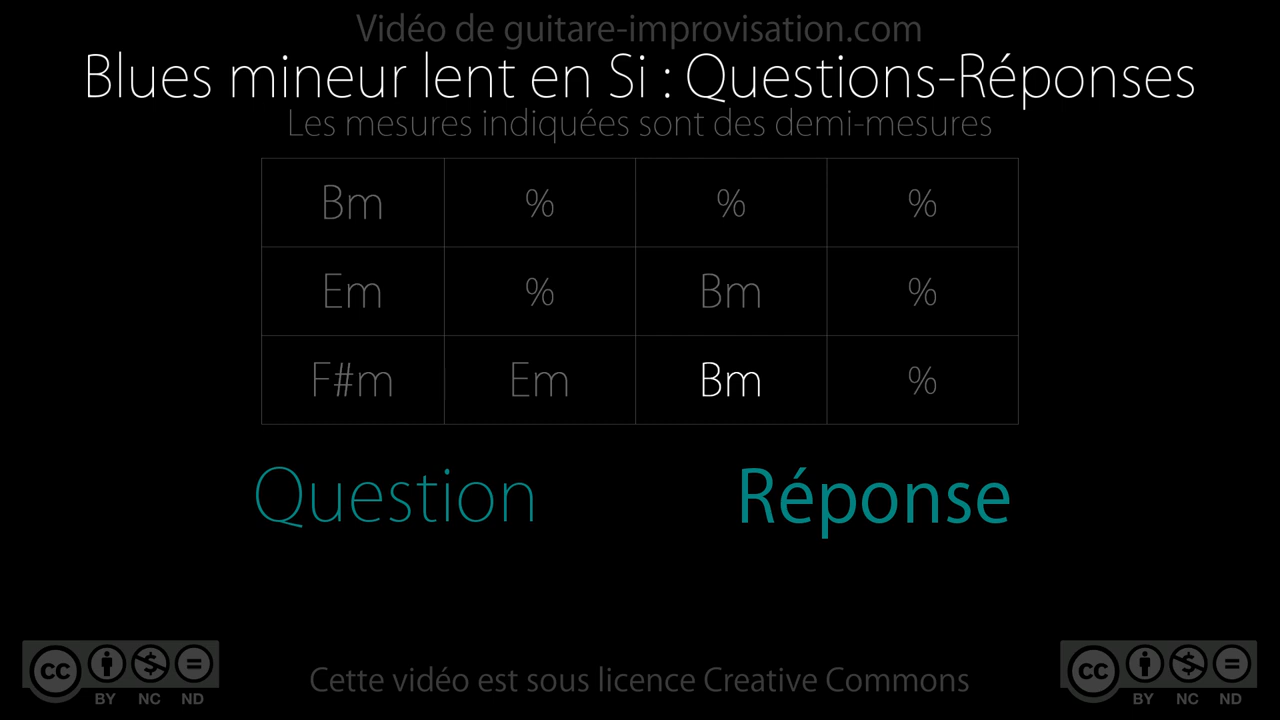 Vidéo de guitare-improvisation.com
Blues mineur lent en Si : Questions-Réponses
Les mesures indiquées sont des demi-mesures
Bm % % %
Em % Bm %
F#m Em Bm %
Question Réponse
cc BY NC ND
Cette vidéo est sous licence Creative Commons
cc BY NC ND